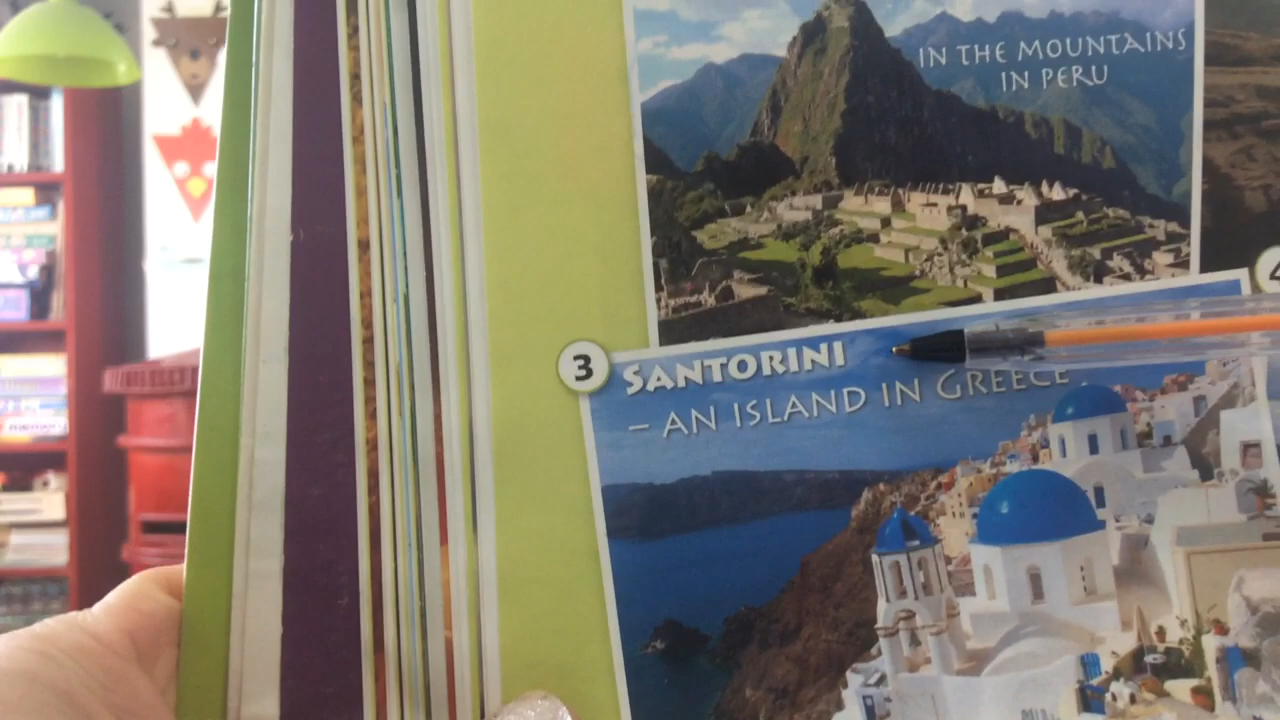 IN THE MOUNTAINS
IN PERU
3
SANTORINI
– AN ISLAND IN GREECE